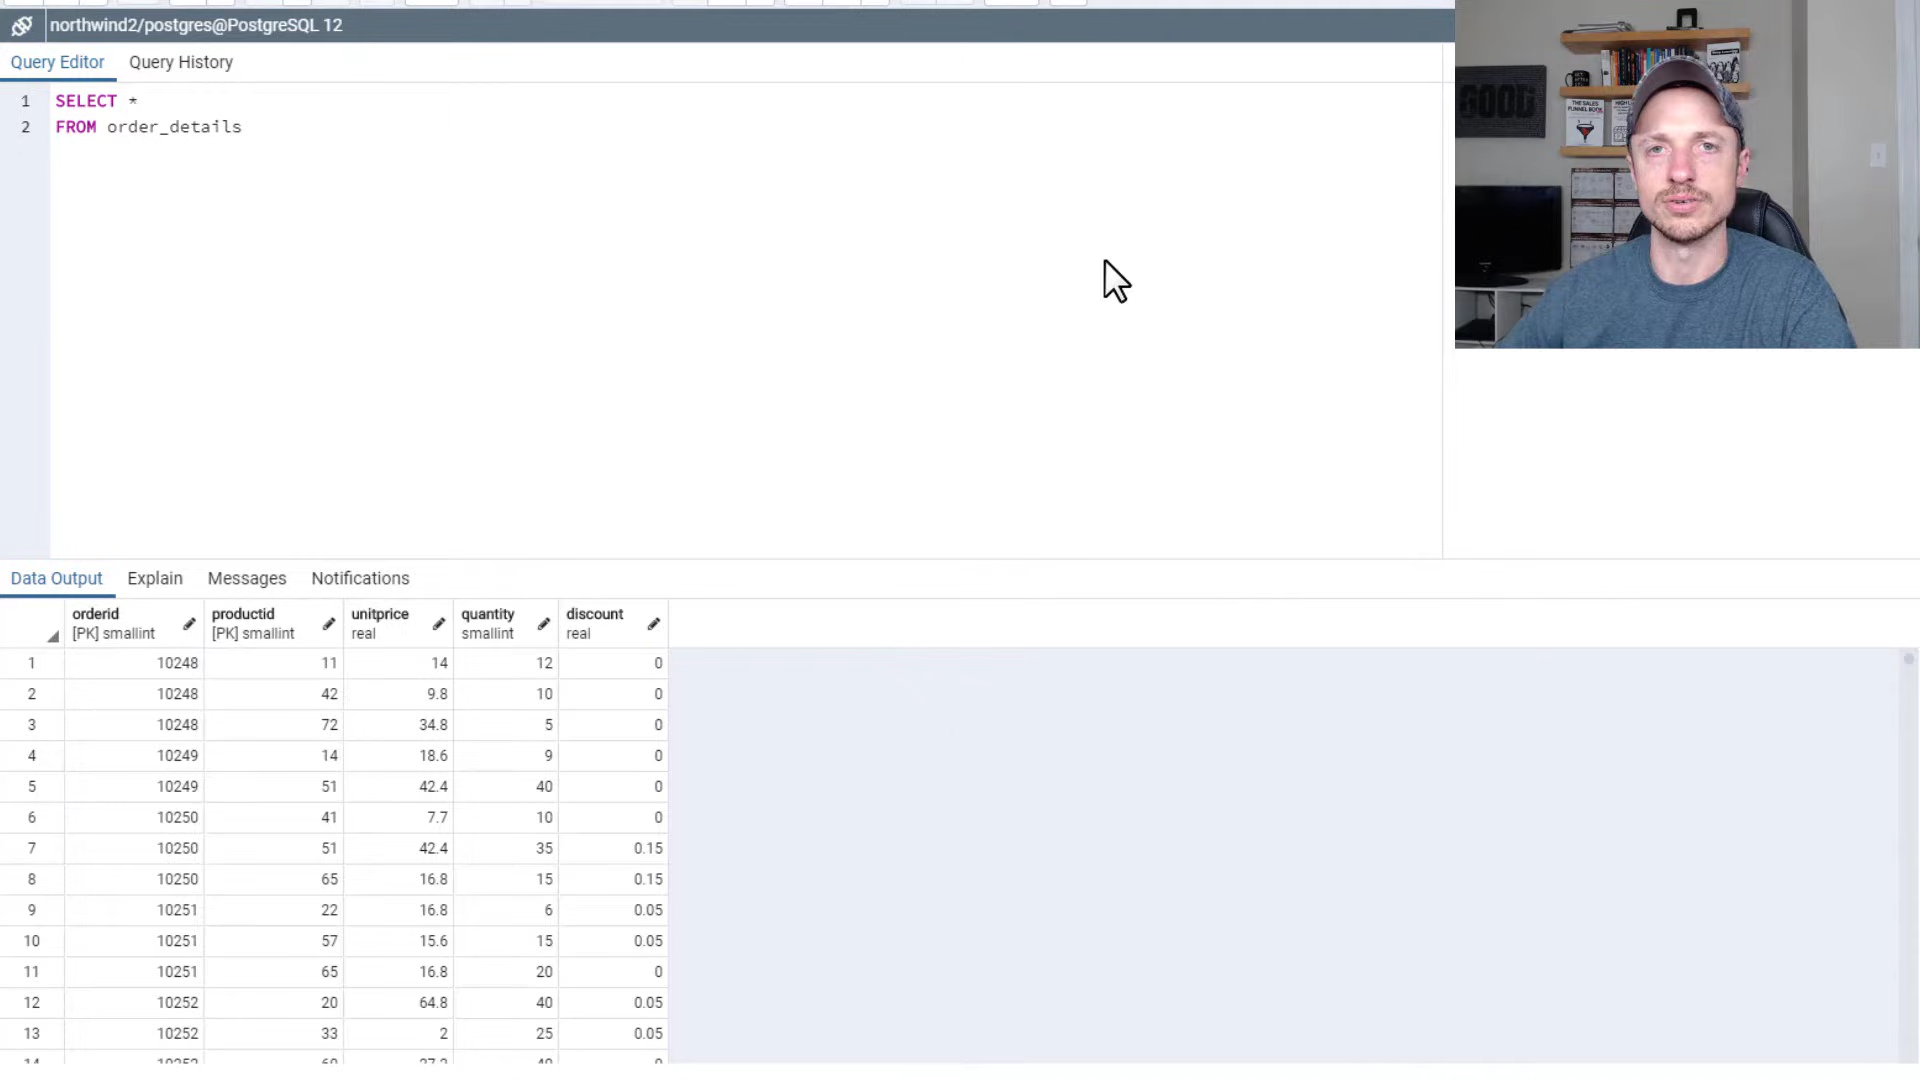 northwind2/postgres@PostgreSQL 12
Query Editor Query History
1 SELECT *
2 FROM order_details
GOOD
THE SALES
FUNNEL BOOK
Data Output Explain Messages Notifications
orderid productid unitprice quantity discount
[PK] smallint [PK] smallint real smallint real
1 10248 11 14 12 0
2 10248 42 9.8 10 0
3 10248 72 34.8 5 0
4 10249 14 18.6 9 0
5 10249 51 42.4 40 0
6 10250 41 7.7 10 0
7 10250 51 42.4 35 0.15
8 10250 65 16.8 15 0.15
9 10251 22 16.8 6 0.05
10 10251 57 15.6 15 0.05
11 10251 65 16.8 20 0
12 10252 20 64.8 40 0.05
13 10252 33 2 25 0.05